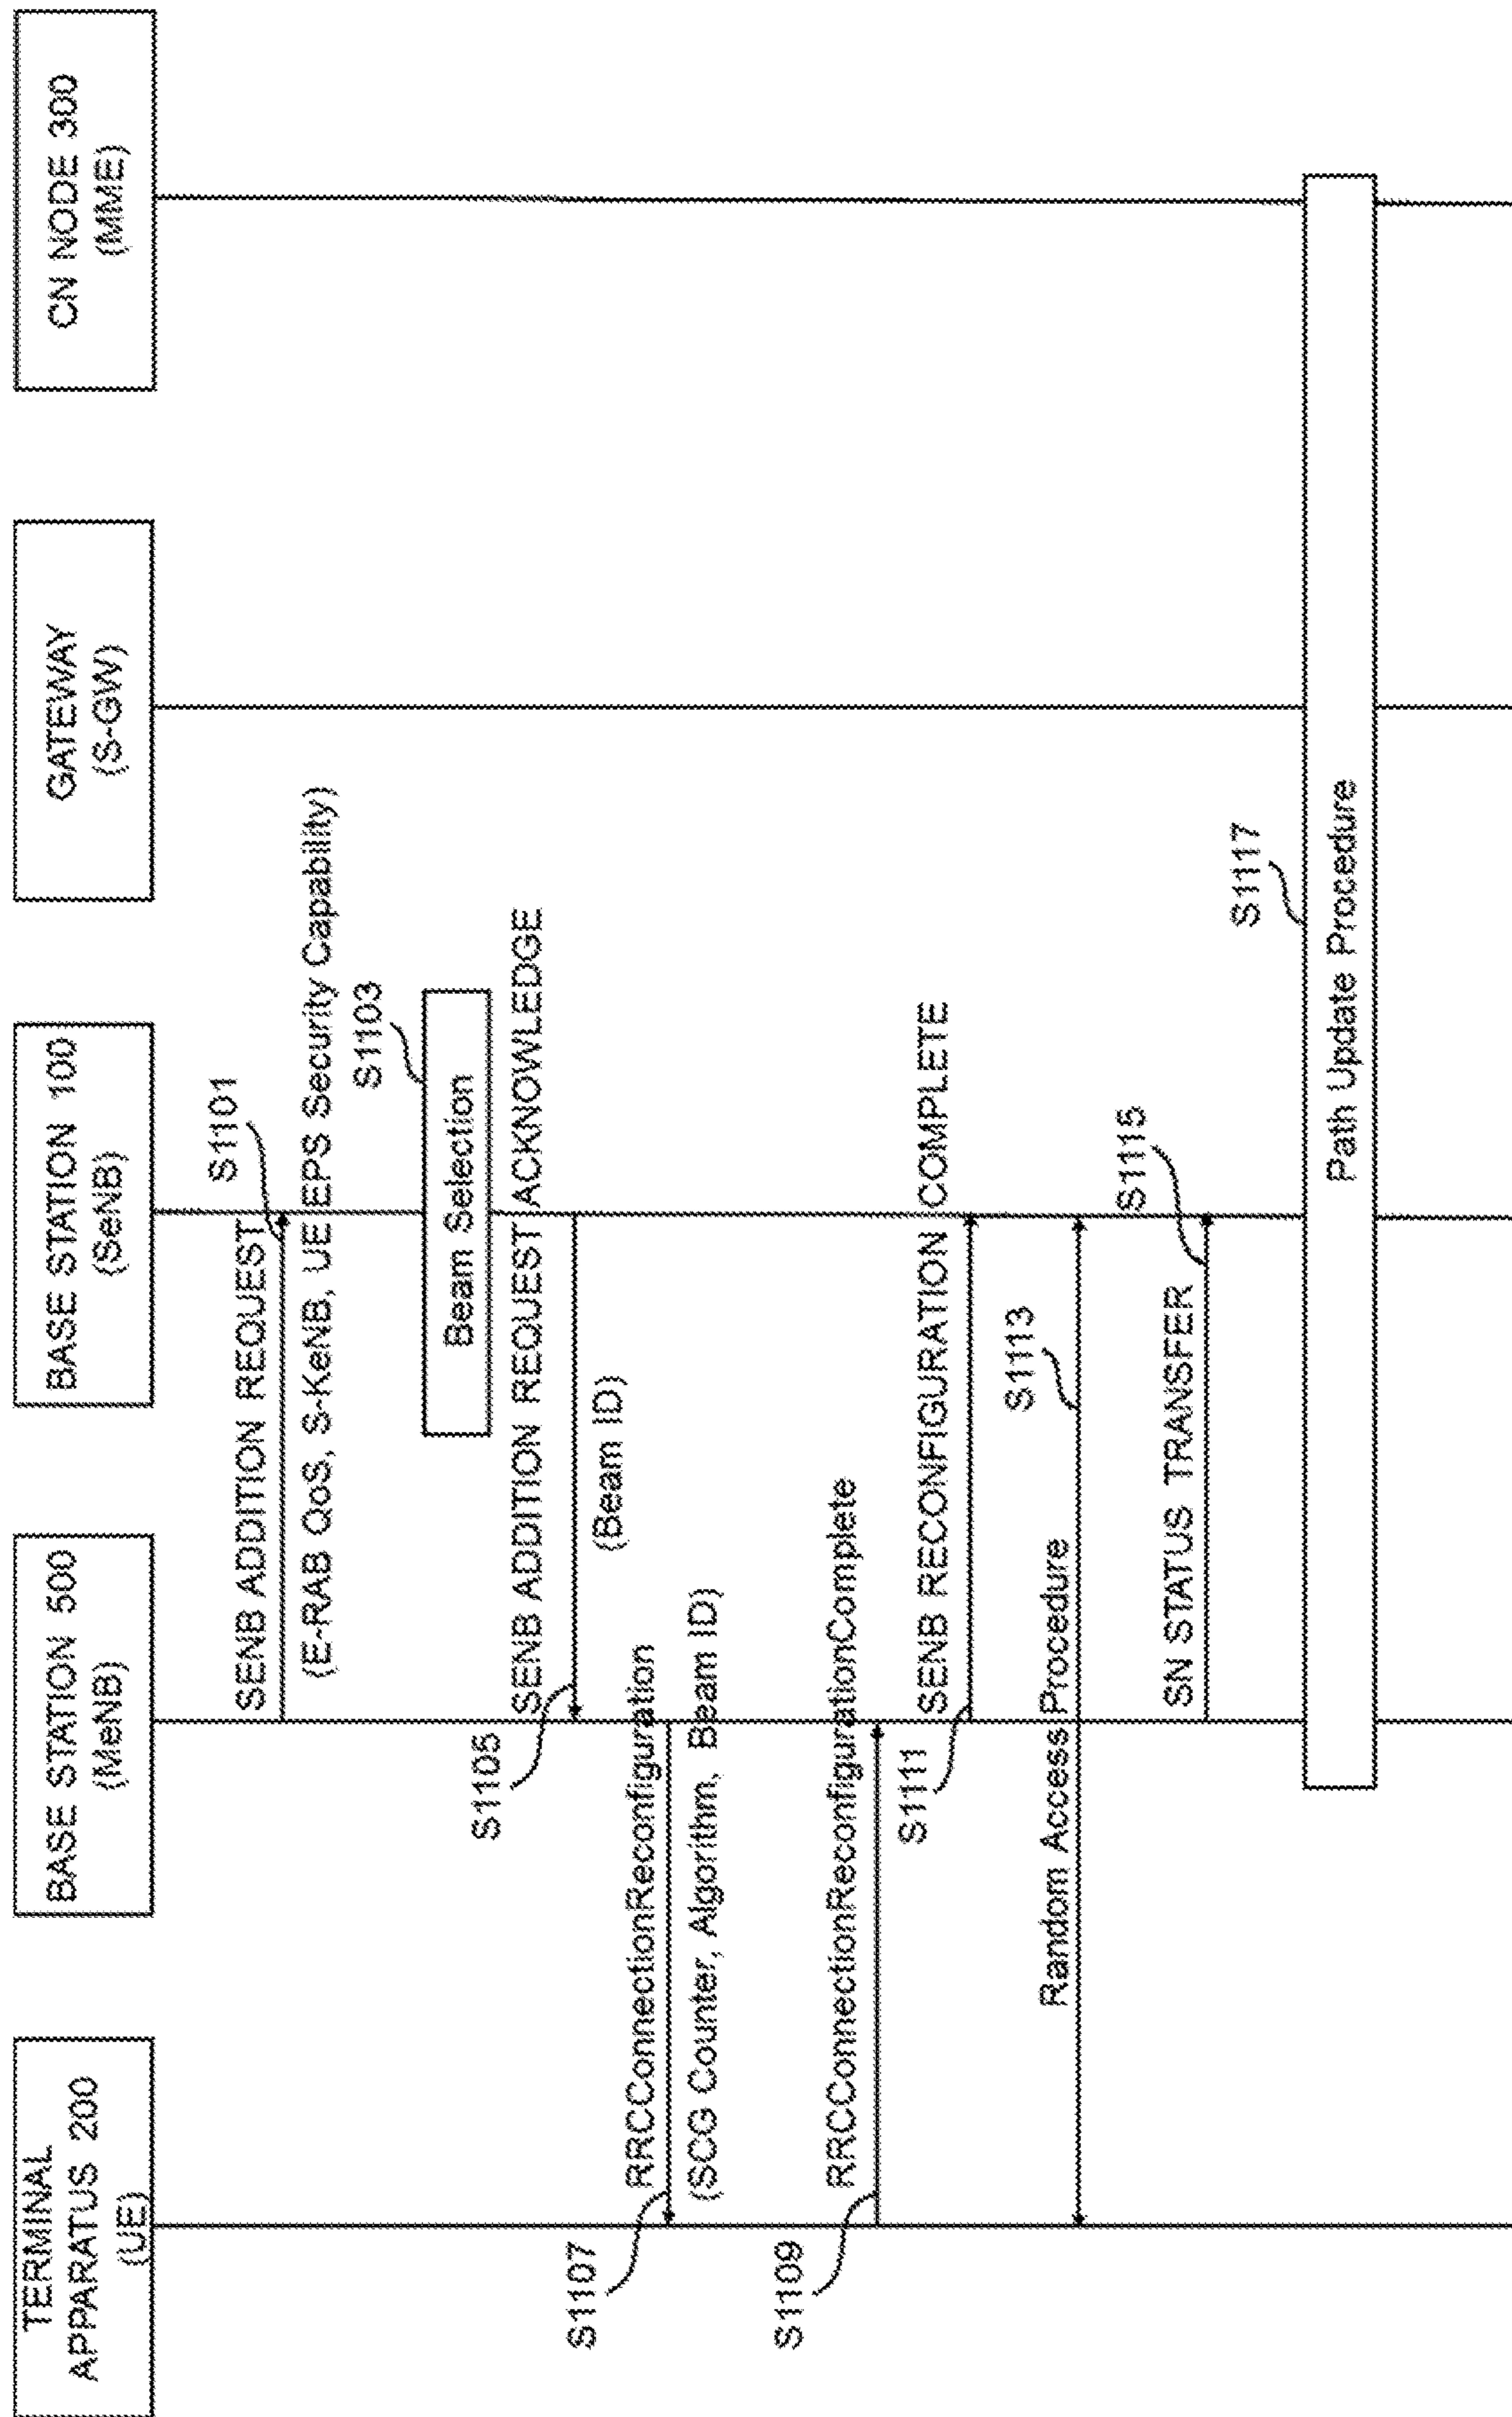 TERMINAL
APPARATUS 200
(UE)
BASE STATION 500
(MeNB)
BASE STATION 100
(SeNB)
GATEWAY
(S-GW)
CN NODE 300
(MME)
SENB ADDITION REQUEST
S1101
(E-RAB QoS, S-KeNB, UE EPS Security Capability)
S1103
Beam Selection
SENB ADDITION REQUEST ACKNOWLEDGE
S1105
(Beam ID)
RRCConnectionReconfiguration
S1107
(SCG Counter, Algorithm, Beam ID)
RRCConnectionReconfigurationComplete
S1109
SENB RECONFIGURATION COMPLETE
S1111
Random Access Procedure
S1113
SN STATUS TRANSFER
S1115
S1117
Path Update Procedure